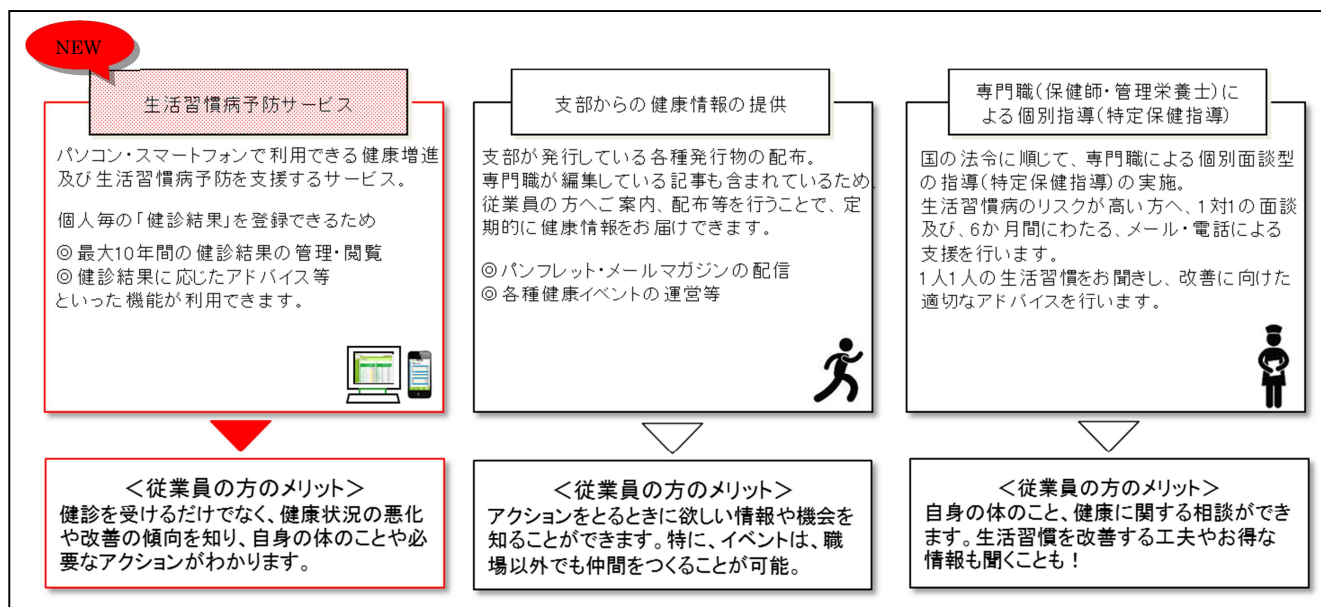 NEW
生活習慣病予防サービス
パソコン・スマートフォンで利用できる健康増進
及び生活習慣病予防を支援するサービス。
個人毎の「健診結果」を登録できるため
◎最大10年間の健診結果の管理・閲覧
◎健診結果に応じたアドバイス等
といった機能が利用できます。
＜従業員の方のメリット＞
健診を受けるだけでなく、健康状況の悪化
や改善の傾向を知り、自身の体のことや必
要なアクションがわかります。
支部からの健康情報の提供
支部が発行している各種発行物の配布。
専門職が編集している記事も含まれているため、
従業員の方へご案内、配布等を行うことで、定
期的に健康情報をお届けできます。
◎パンフレット・メールマガジンの配信
◎各種健康イベントの運営等
＜従業員の方のメリット＞
アクションをとるときに欲しい情報や機会を
知ることができます。特に、イベントは、職
場以外でも仲間をつくることが可能。
専門職(保健師・管理栄養士)に
よる個別指導(特定保健指導)
国の法令に順じて、専門職による個別面談型
の指導(特定保健指導)の実施。
生活習慣病のリスクが高い方へ、1対1の面談
及び、6か月間にわたる、メール・電話による
支援を行います。
1人1人の生活習慣をお聞きし、改善に向けた
適切なアドバイスを行います。
＜従業員の方のメリット＞
自身の体のこと、健康に関する相談ができ
ます。生活習慣を改善する工夫やお得な
情報も聞くことも！